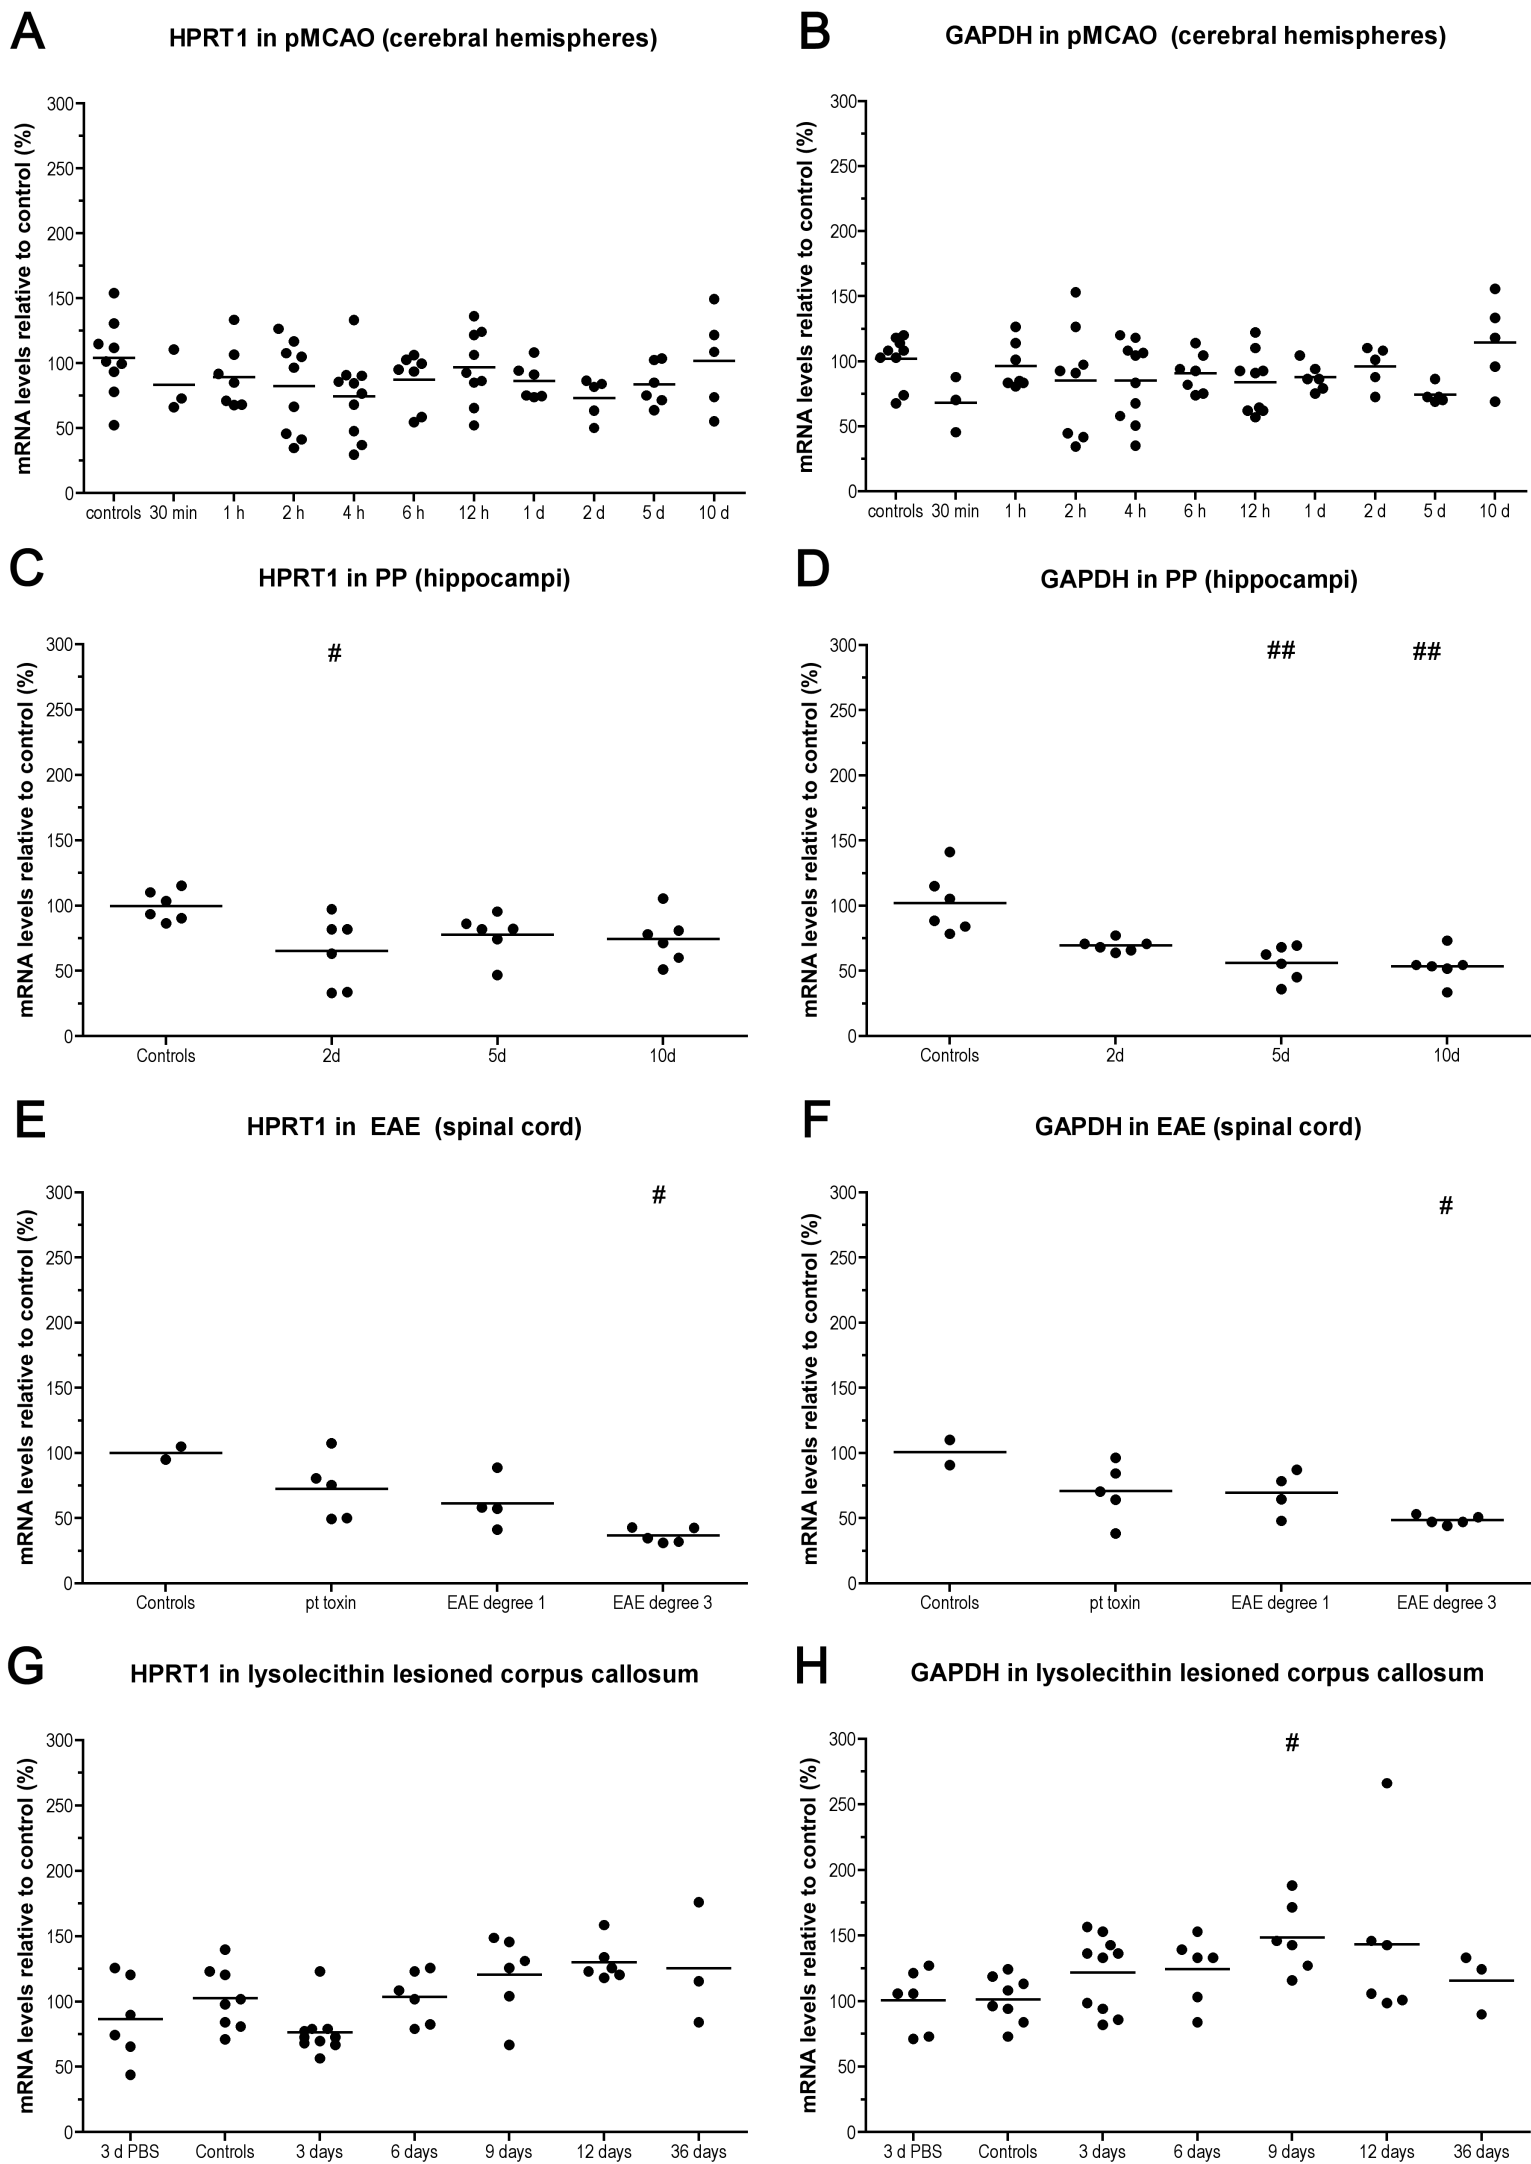 A
HPRT1 in pMCAO (cerebral hemispheres)
mRNA levels relative to control (%)
300
250
200
150
100
50
0
controls 30 min 1 h 2 h 4 h 6 h 12 h 1 d 2 d 5 d 10 d
B
GAPDH in pMCAO (cerebral hemispheres)
mRNA levels relative to control (%)
300
250
200
150
100
50
0
controls 30 min 1 h 2 h 4 h 6 h 12 h 1 d 2 d 5 d 10 d
C
HPRT1 in PP (hippocampi)
mRNA levels relative to control (%)
300
250
200
150
100
50
0
#
Controls 2d 5d 10d
D
GAPDH in PP (hippocampi)
mRNA levels relative to control (%)
300
250
200
150
100
50
0
## ##
Controls 2d 5d 10d
E
HPRT1 in EAE (spinal cord)
mRNA levels relative to control (%)
300
250
200
150
100
50
0
#
Controls pt toxin EAE degree 1 EAE degree 3
F
GAPDH in EAE (spinal cord)
mRNA levels relative to control (%)
300
250
200
150
100
50
0
#
Controls pt toxin EAE degree 1 EAE degree 3
G
HPRT1 in lysolecithin lesioned corpus callosum
mRNA levels relative to control (%)
300
250
200
150
100
50
0
3 d PBS Controls 3 days 6 days 9 days 12 days 36 days
H
GAPDH in lysolecithin lesioned corpus callosum
mRNA levels relative to control (%)
300
250
200
150
100
50
0
#
3 d PBS Controls 3 days 6 days 9 days 12 days 36 days